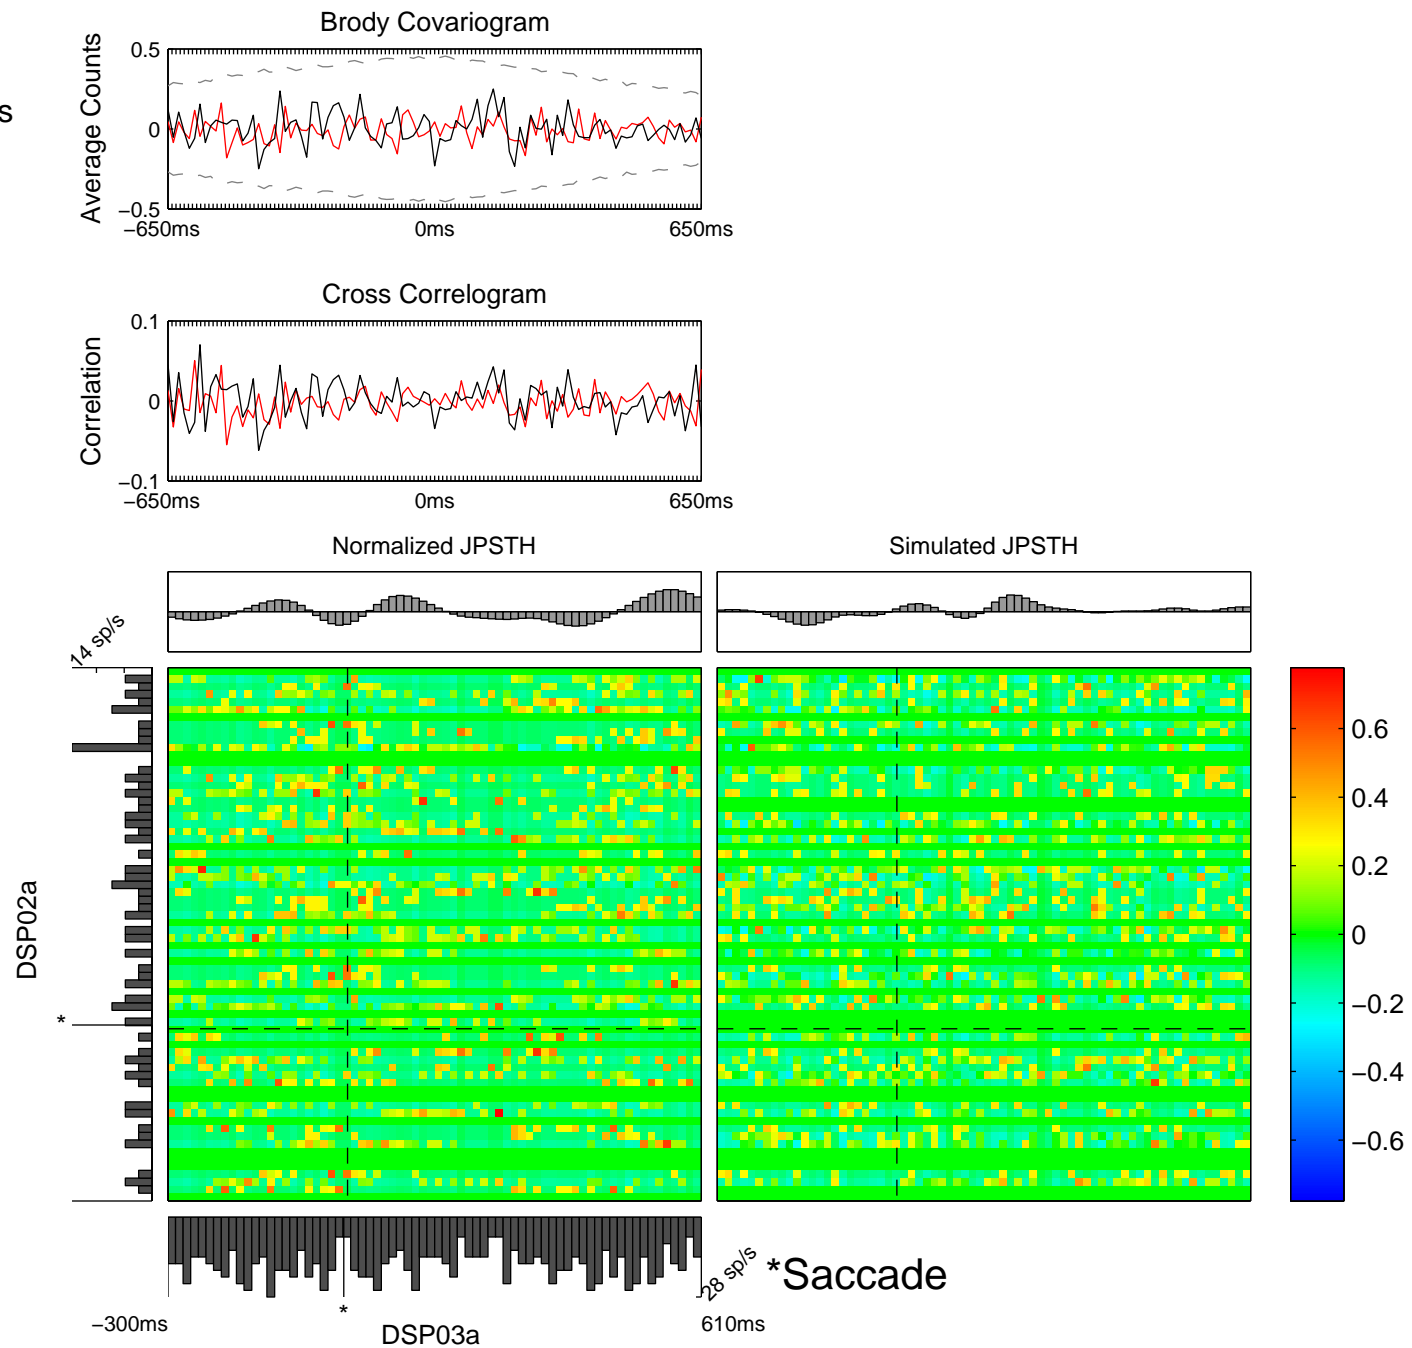 Brody Covariogram
s
Average Counts
0.5
0
−0.5
−650ms
0ms
650ms
Cross Correlogram
Correlation
0.1
0
−0.1
−650ms
0ms
650ms
Normalized JPSTH
Simulated JPSTH
14 sp/s
DSP02a
*
0.6
0.4
0.2
0
−0.2
−0.4
−0.6
28 sp/s
*Saccade
*
−300ms
DSP03a
610ms